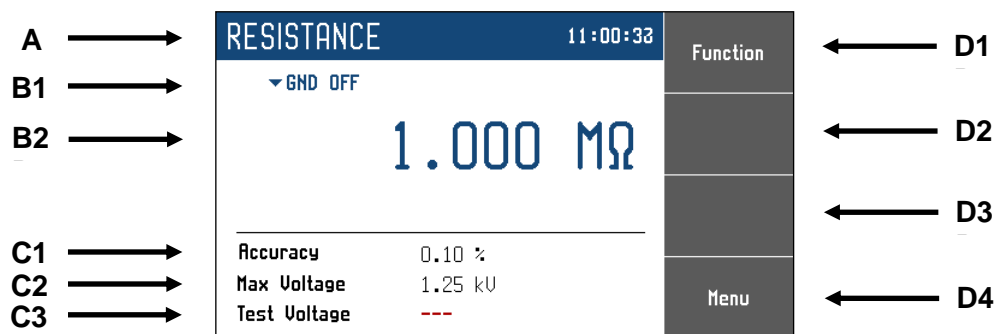 A RESISTANCE 11:00:33 Function D1
B1 GND OFF
B2 1.000 MΩ D2
D3
C1 Accuracy 0.10 %
C2 Max Voltage 1.25 kV Menu D4
C3 Test Voltage ---